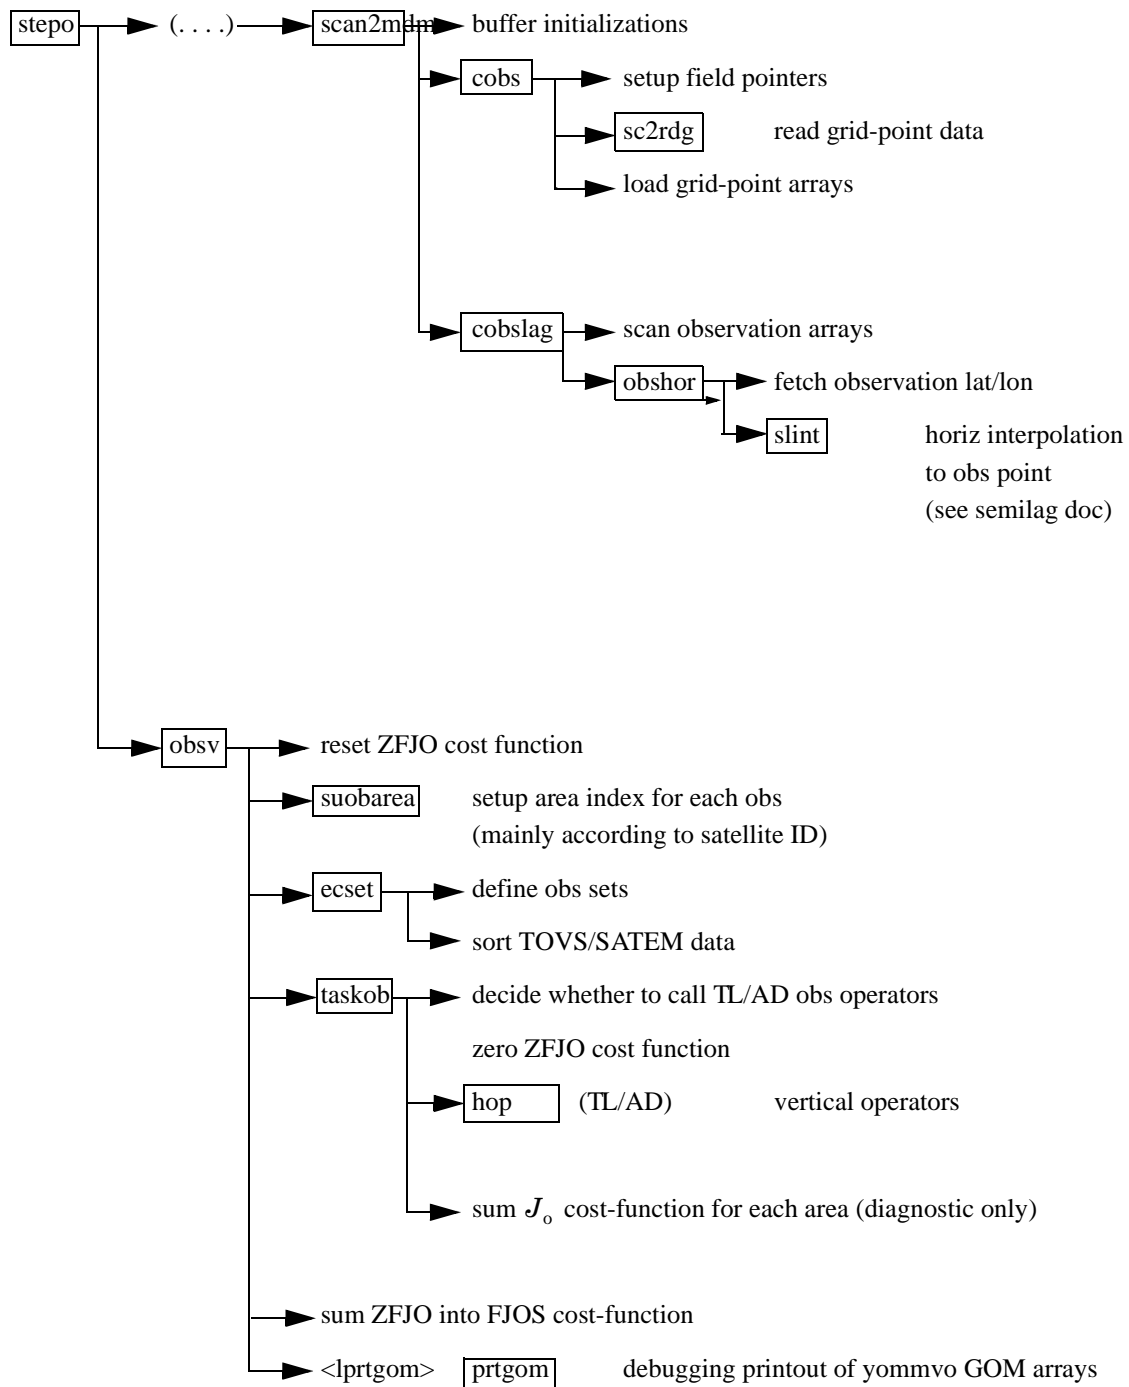 stepo (. . . .) scan2mdm buffer initializations
cobs setup field pointers
sc2rdg read grid-point data
load grid-point arrays
cobslag scan observation arrays
obshor fetch observation lat/lon
slint horiz interpolation
to obs point
(see semilag doc)
obsv reset ZFJO cost function
suobarea setup area index for each obs
(mainly according to satellite ID)
ecset define obs sets
sort TOVS/SATEM data
taskob decide whether to call TL/AD obs operators
zero ZFJO cost function
hop (TL/AD) vertical operators
sum J_o cost-function for each area (diagnostic only)
sum ZFJO into FJOS cost-function
<lprtgom> prtgom debugging printout of yommvo GOM arrays